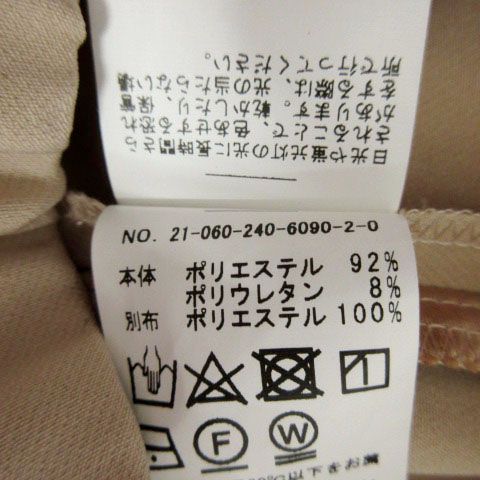 日光や蛍光灯の光に長時間さら
されることで、色あせする恐れ
があります。乾かしたり、保管
をする際は、光の当たらない場
所で行ってください。
NO. 21-060-240-6090-2-0
本体 ポリエステル 92%
ポリウレタン 8%
別布 ポリエステル 100%
F W